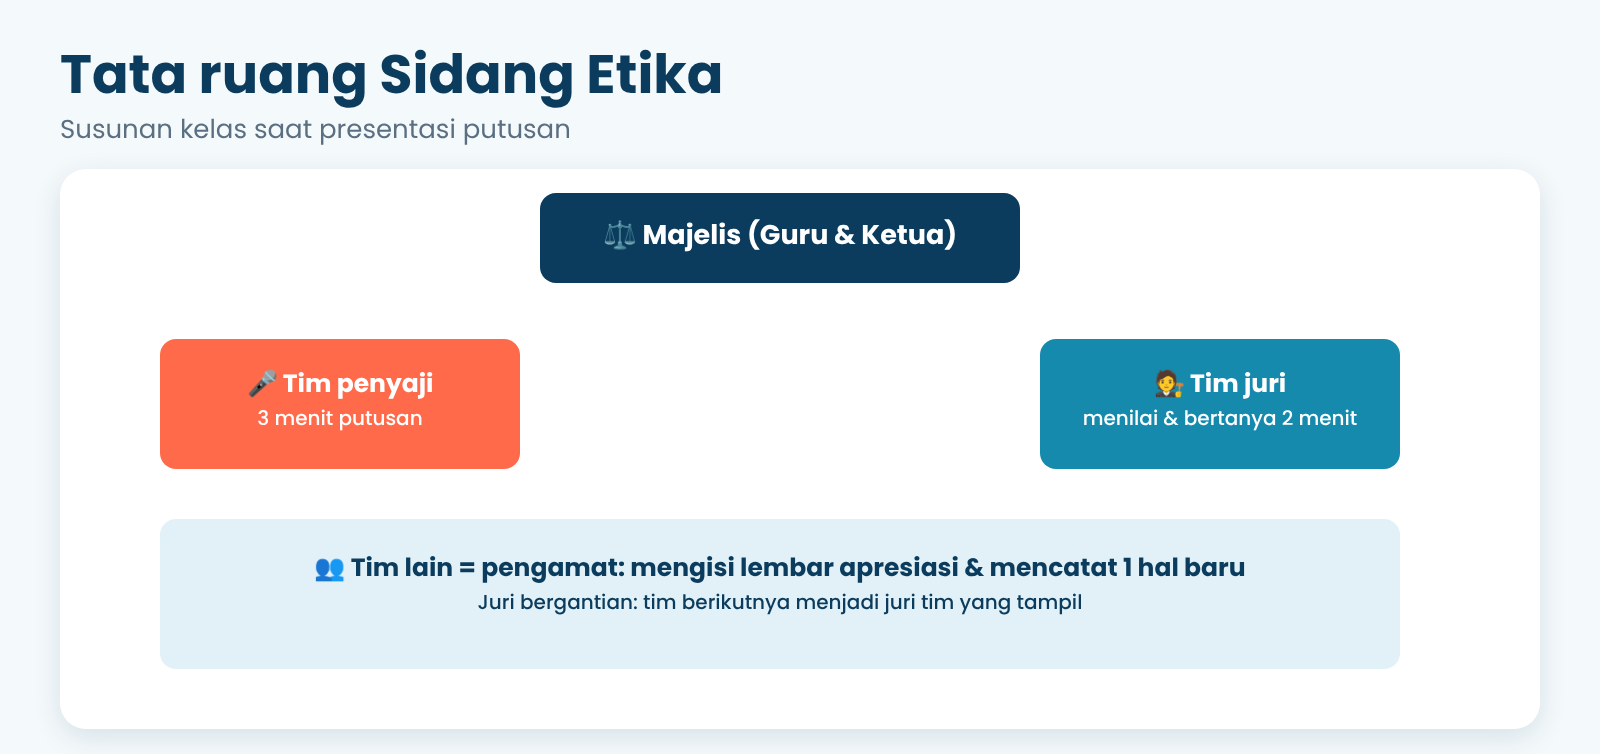 Tata ruang Sidang Etika
Susunan kelas saat presentasi putusan
⚖️ Majelis (Guru & Ketua)
🎤 Tim penyaji
3 menit putusan
🧑‍⚖️ Tim juri
menilai & bertanya 2 menit
👥 Tim lain = pengamat: mengisi lembar apresiasi & mencatat 1 hal baru
Juri bergantian: tim berikutnya menjadi juri tim yang tampil